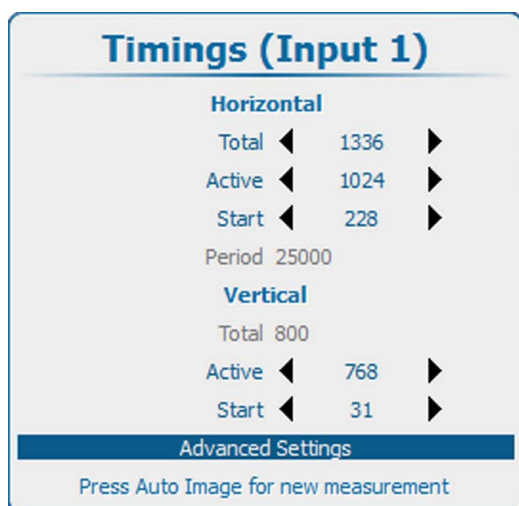 Timings (Input 1)
Horizontal
Total 1336
Active 1024
Start 228
Period 25000
Vertical
Total 800
Active 768
Start 31
Advanced Settings
Press Auto Image for new measurement